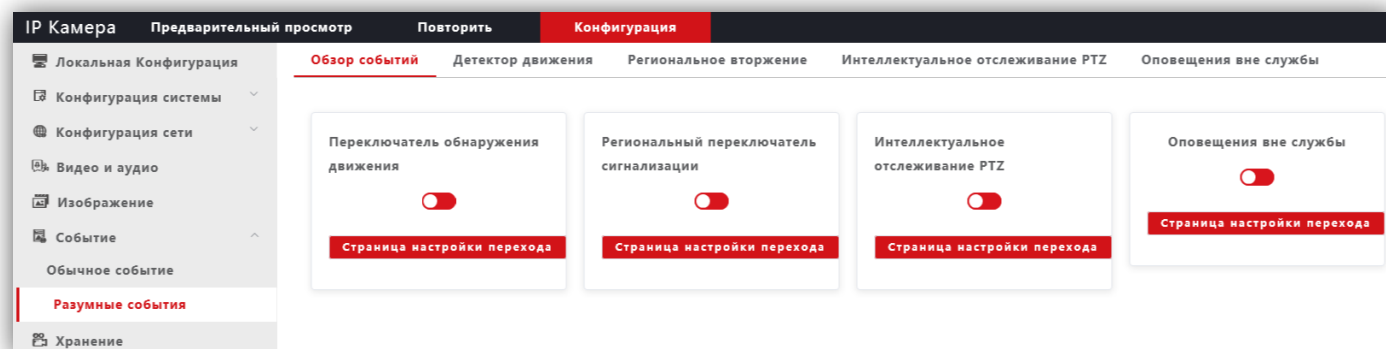 IP Камера Предварительный просмотр Повторить Конфигурация
Локальная Конфигурация
Конфигурация системы
Конфигурация сети
Видео и аудио
Изображение
Событие
Обычное событие
Разумные события
Хранение
Обзор событий Детектор движения Региональное вторжение Интеллектуальное отслеживание PTZ Оповещения вне службы
Переключатель обнаружения
движения
Страница настройки перехода
Региональный переключатель
сигнализации
Страница настройки перехода
Интеллектуальное
отслеживание PTZ
Страница настройки перехода
Оповещения вне службы
Страница настройки перехода